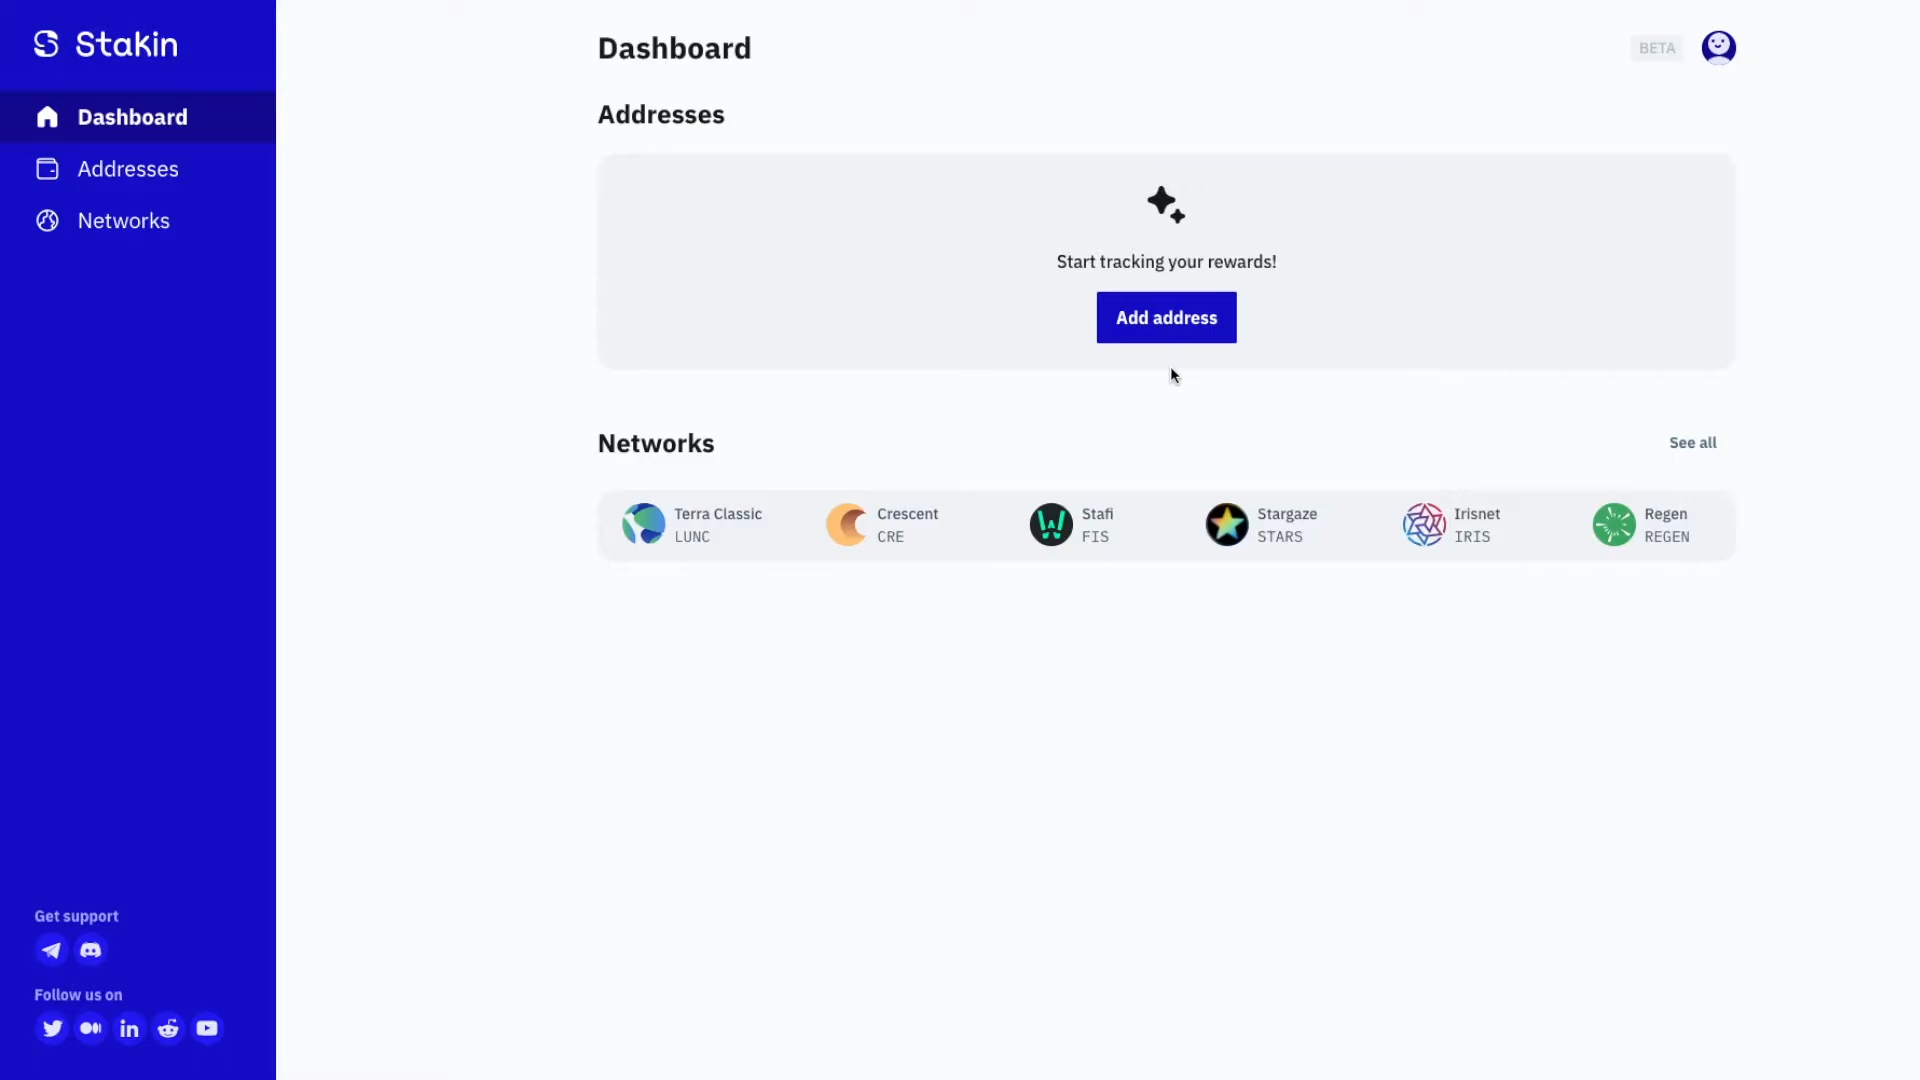 Stakin
Dashboard
Addresses
Networks
Get support
Follow us on
Dashboard
BETA
Addresses
Start tracking your rewards!
Add address
Networks
See all
Terra Classic
LUNC
Crescent
CRE
Stafi
FIS
Stargaze
STARS
Irisnet
IRIS
Regen
REGEN